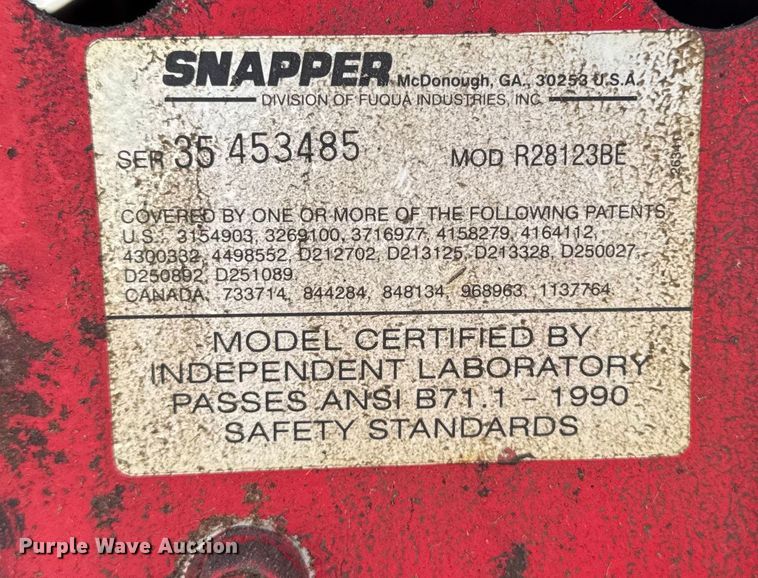 SNAPPER McDonough, GA., 30253 U.S.A.
DIVISION OF FUQUA INDUSTRIES, INC.
SER 35 453485 MOD R28123BE
COVERED BY ONE OR MORE OF THE FOLLOWING PATENTS
U.S. 3154903, 3269100, 3716977, 4158279, 4164112,
4300332, 4498552, D212702, D213125, D213328, D250027,
D250892, D251089.
CANADA, 733714, 844284, 848134, 968963, 1137764
MODEL CERTIFIED BY
INDEPENDENT LABORATORY
PASSES ANSI B71.1 - 1990
SAFETY STANDARDS
Purple Wave Auction